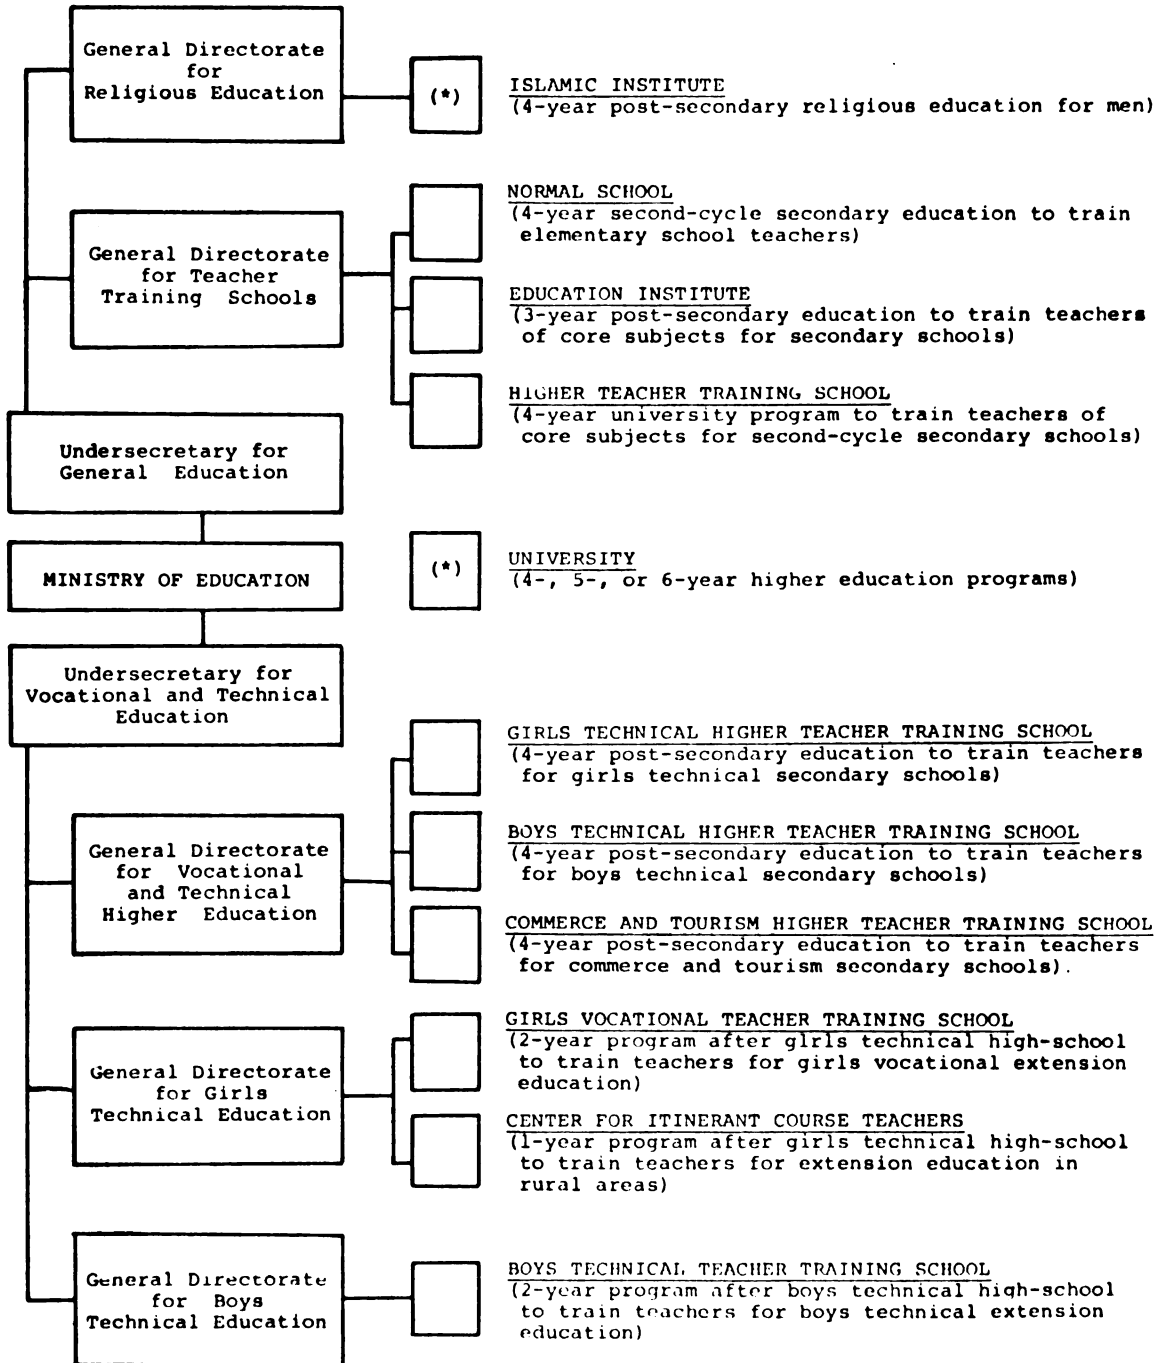 General Directorate
for
Religious Education
(*)
ISLAMIC INSTITUTE
(4-year post-secondary religious education for men)
General Directorate
for Teacher
Training Schools
NORMAL SCHOOL
(4-year second-cycle secondary education to train
elementary school teachers)
EDUCATION INSTITUTE
(3-year post-secondary education to train teachers
of core subjects for secondary schools)
HIGHER TEACHER TRAINING SCHOOL
(4-year university program to train teachers of
core subjects for second-cycle secondary schools)
Undersecretary for
General Education
MINISTRY OF EDUCATION
(*)
UNIVERSITY
(4-, 5-, or 6-year higher education programs)
Undersecretary for
Vocational and Technical
Education
General Directorate
for Vocational
and Technical
Higher Education
GIRLS TECHNICAL HIGHER TEACHER TRAINING SCHOOL
(4-year post-secondary education to train teachers
for girls technical secondary schools)
BOYS TECHNICAL HIGHER TEACHER TRAINING SCHOOL
(4-year post-secondary education to train teachers
for boys technical secondary schools)
COMMERCE AND TOURISM HIGHER TEACHER TRAINING SCHOOL
(4-year post-secondary education to train teachers
for commerce and tourism secondary schools).
General Directorate
for Girls
Technical Education
GIRLS VOCATIONAL TEACHER TRAINING SCHOOL
(2-year program after girls technical high-school
to train teachers for girls vocational extension
education)
CENTER FOR ITINERANT COURSE TEACHERS
(1-year program after girls technical high-school
to train teachers for extension education in
rural areas)
General Directorate
for Boys
Technical Education
BOYS TECHNICAL TEACHER TRAINING SCHOOL
(2-year program after boys technical high-school
to train teachers for boys technical extension
education)